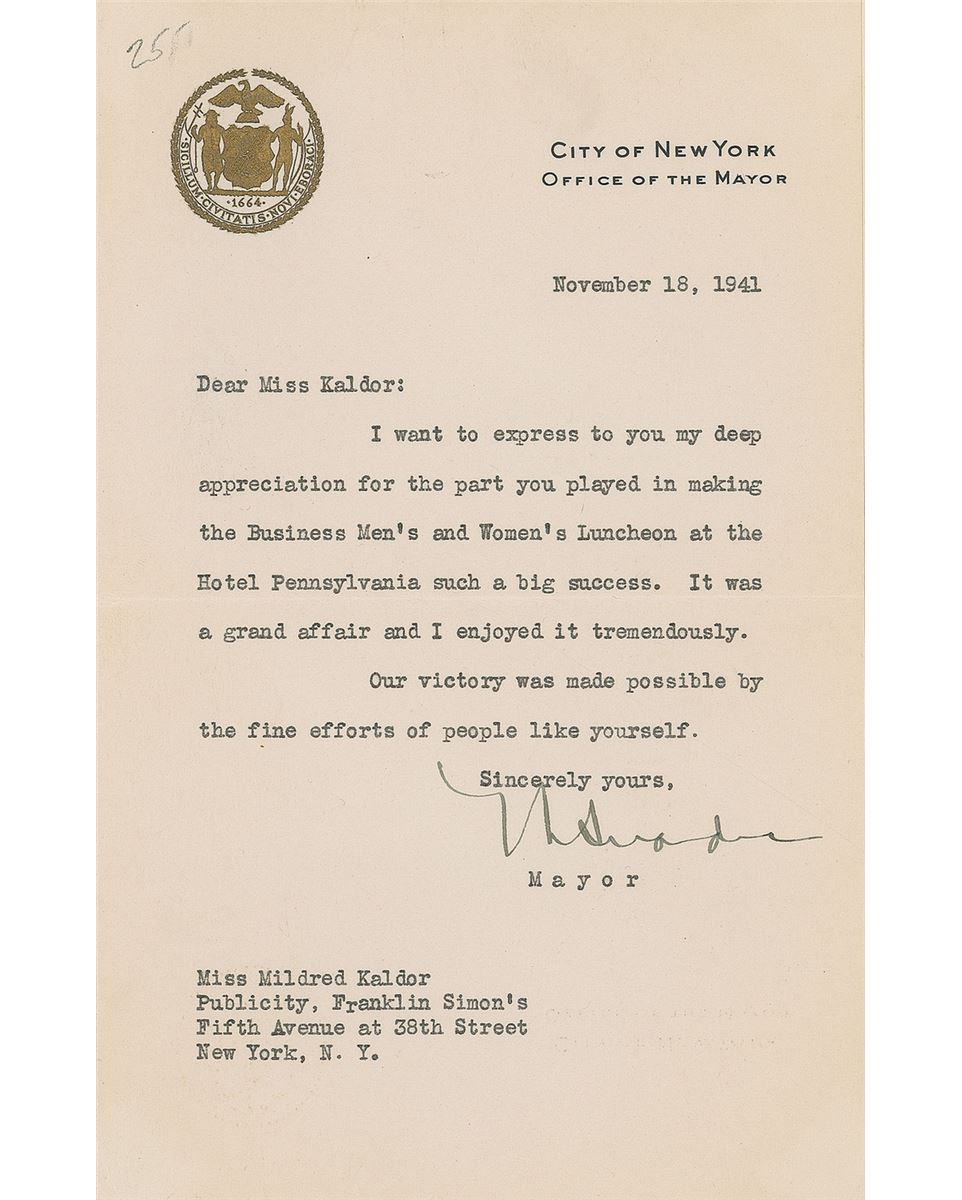 25
CITY OF NEW YORK
OFFICE OF THE MAYOR
SIGILLUM·CIVITATIS·NOVI·EBORACI
·1664·
November 18, 1941
Dear Miss Kaldor:
I want to express to you my deep
appreciation for the part you played in making
the Business Men's and Women's Luncheon at the
Hotel Pennsylvania such a big success. It was
a grand affair and I enjoyed it tremendously.
Our victory was made possible by
the fine efforts of people like yourself.
Sincerely yours,
Mayor
Miss Mildred Kaldor
Publicity, Franklin Simon's
Fifth Avenue at 38th Street
New York, N. Y.